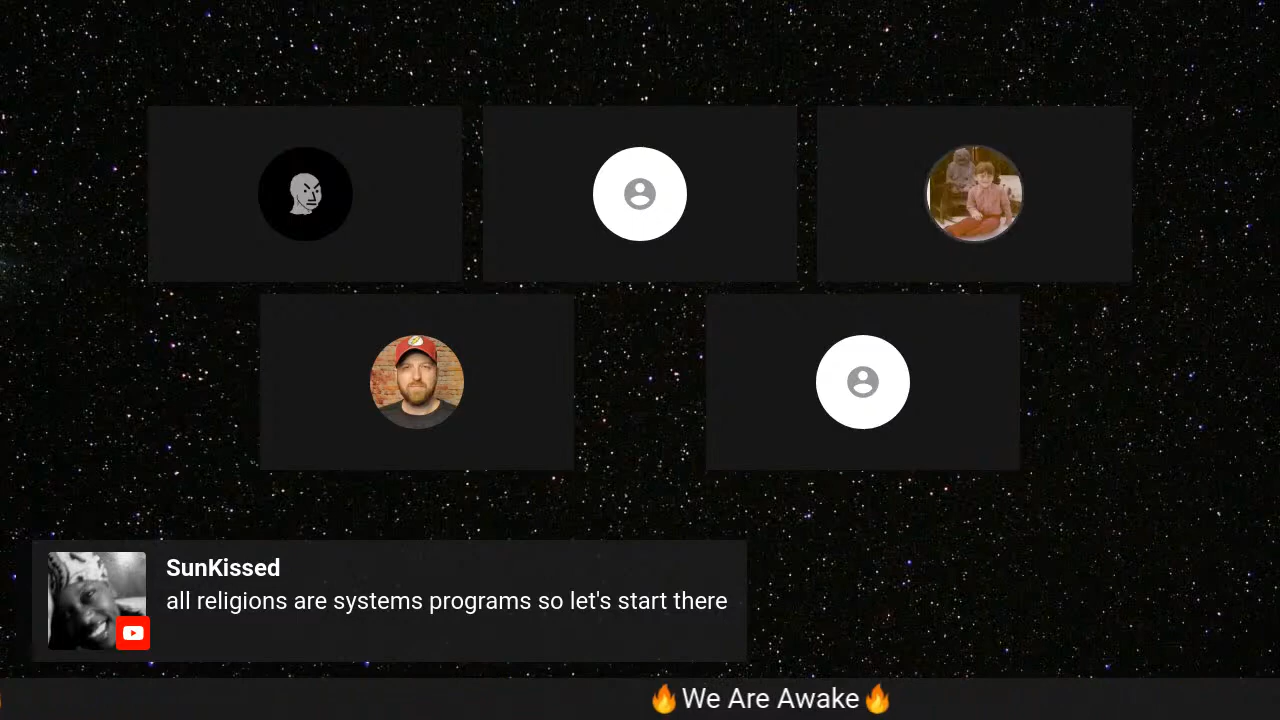 SunKissed
all religions are systems programs so let's start there
🔥We Are Awake🔥